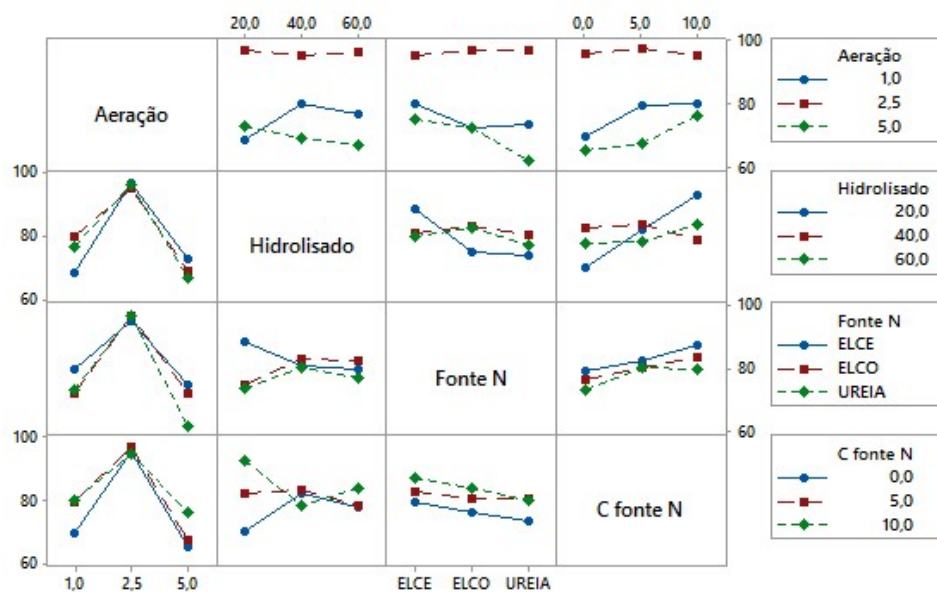 20,0 40,0 60,0 0,0 5,0 10,0
Aeração
100
80
60
Aeração
1,0
2,5
5,0
100
80
60
Hidrolisado
Hidrolisado
20,0
40,0
60,0
Fonte N
100
80
60
Fonte N
ELCE
ELCO
UREIA
100
80
60
C fonte N
C fonte N
0,0
5,0
10,0
1,0 2,5 5,0 ELCE ELCO UREIA